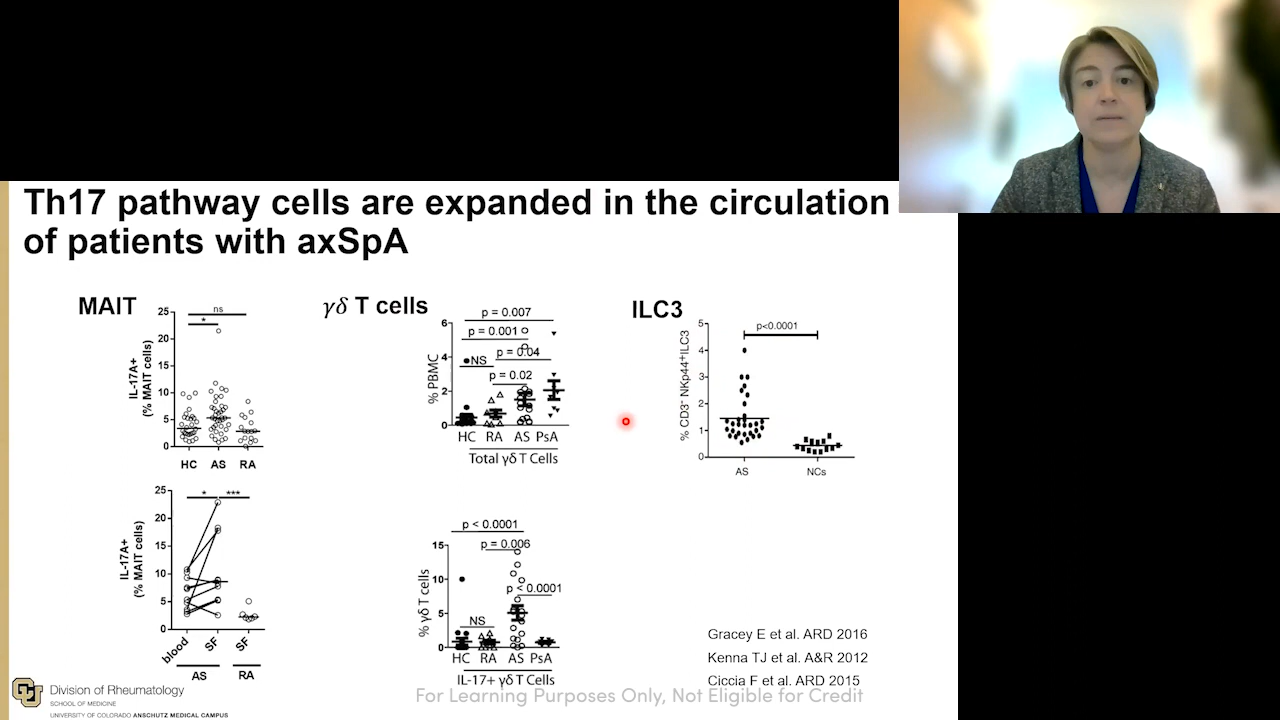 Th17 pathway cells are expanded in the circulation
of patients with axSpA
MAIT
25
20
15
10
5
0
IL-17A+
(% MAIT cells)
ns
*
HC AS RA
25
20
15
10
5
0
IL-17A+
(% MAIT cells)
* ***
blood SF SF
AS RA
γδ T cells
p = 0.007
p = 0.001
p = 0.04
NS
p = 0.02
6
4
2
0
% PBMC
HC RA AS PsA
Total γδ T Cells
p < 0.0001
p = 0.006
p < 0.0001
NS
15
10
5
0
% γδ T cells
HC RA AS PsA
IL-17+ γδ T Cells
ILC3
p<0.0001
5
4
3
2
1
0
% CD3- NKp44+ILC3
AS NCs
Gracey E et al. ARD 2016
Kenna TJ et al. A&R 2012
Ciccia F et al. ARD 2015
CU
Division of Rheumatology
SCHOOL OF MEDICINE
UNIVERSITY OF COLORADO ANSCHUTZ MEDICAL CAMPUS
For Learning Purposes Only, Not Eligible for Credit